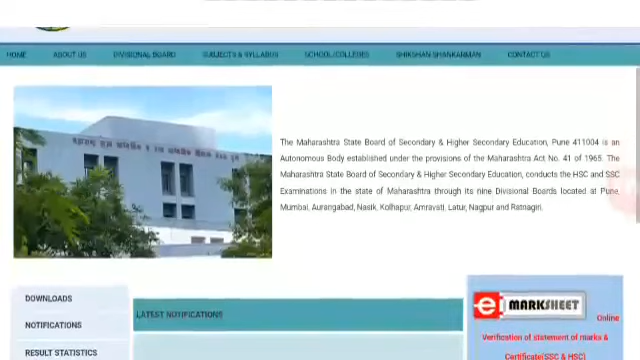 HOME ABOUT US DIVISIONAL BOARD SUBJECTS & SYLLABUS SCHOOL/COLLEGES SHIKSHAN SHANKARMAN CONTACT US
The Maharashtra State Board of Secondary & Higher Secondary Education, Pune 411004 is an
Autonomous Body established under the provisions of the Maharashtra Act No. 41 of 1965. The
Maharashtra State Board of Secondary & Higher Secondary Education, conducts the HSC and SSC
Examinations in the state of Maharashtra through its nine Divisional Boards located at Pune,
Mumbai, Aurangabad, Nasik, Kolhapur, Amravati, Latur, Nagpur and Ratnagiri.
DOWNLOADS
NOTIFICATIONS
RESULT STATISTICS
LATEST NOTIFICATIONS
e MARKSHEET
Online
Verification of statement of marks &
Certificate(SSC & HSC)